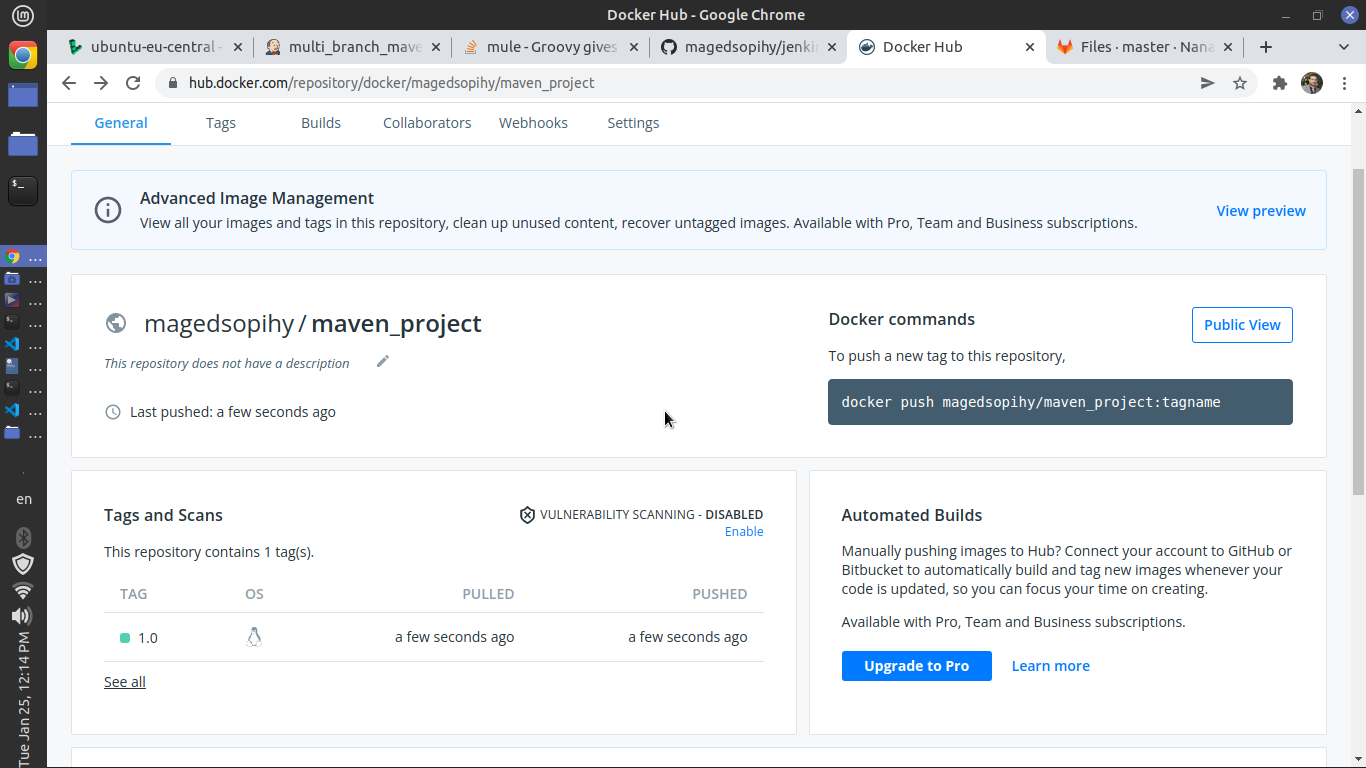 Docker Hub - Google Chrome
ubuntu-eu-central -
multi_branch_mave
mule - Groovy gives
magedsopihy/jenki
Docker Hub
Files · master · Nana
hub.docker.com/repository/docker/magedsopihy/maven_project
General Tags Builds Collaborators Webhooks Settings
Advanced Image Management
View all your images and tags in this repository, clean up unused content, recover untagged images. Available with Pro, Team and Business subscriptions.
View preview
magedsopihy / maven_project
This repository does not have a description
Last pushed: a few seconds ago
Docker commands
Public View
To push a new tag to this repository,
docker push magedsopihy/maven_project:tagname
Tags and Scans
VULNERABILITY SCANNING - DISABLED
Enable
This repository contains 1 tag(s).
TAG OS PULLED PUSHED
1.0 a few seconds ago a few seconds ago
See all
Automated Builds
Manually pushing images to Hub? Connect your account to GitHub or
Bitbucket to automatically build and tag new images whenever your
code is updated, so you can focus your time on creating.
Available with Pro, Team and Business subscriptions.
Upgrade to Pro Learn more
...
...
...
...
...
...
...
...
...
en
Tue Jan 25, 12:14 PM